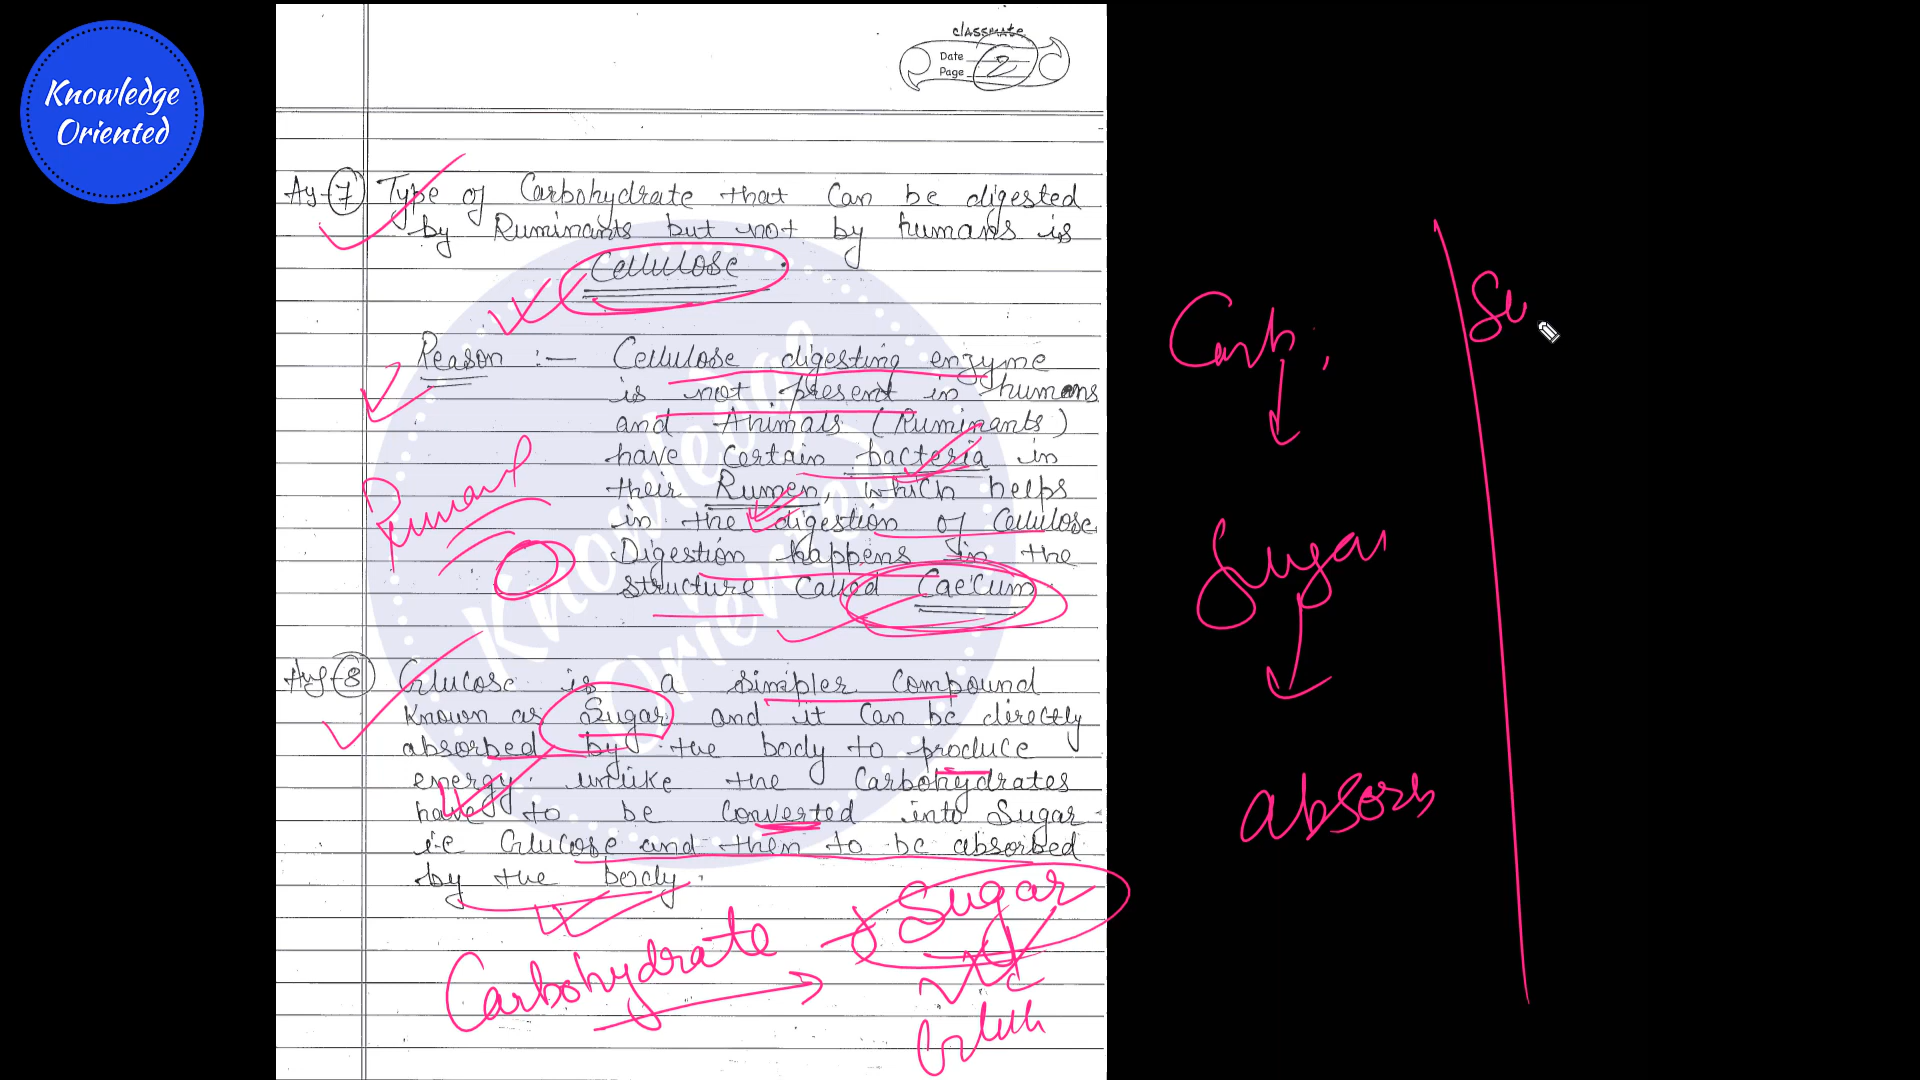 Knowledge
Oriented
classmate
Date
Page 2
Ay-7 Type of Carbohydrate that can be digested
by Ruminants but not by humans is
Cellulose.
Reason :- Cellulose digesting enzyme
is not present in humans
and Animals (Ruminants)
have certain bacteria in
their Rumen, which helps
in the digestion of Cellulose
Digestion happens in the
structure called Caecum
Ruminant
Ans-8 Glucose is a simpler compound
known as Sugar and it can be directly
absorbed by the body to produce
energy unlike the Carbohydrates
have to be converted into Sugar
i.e Glucose and then to be absorbed
by the body.
Carbohydrate
Sugar
Carb.
Sugar
absorb
Su
Knowledge
Oriented